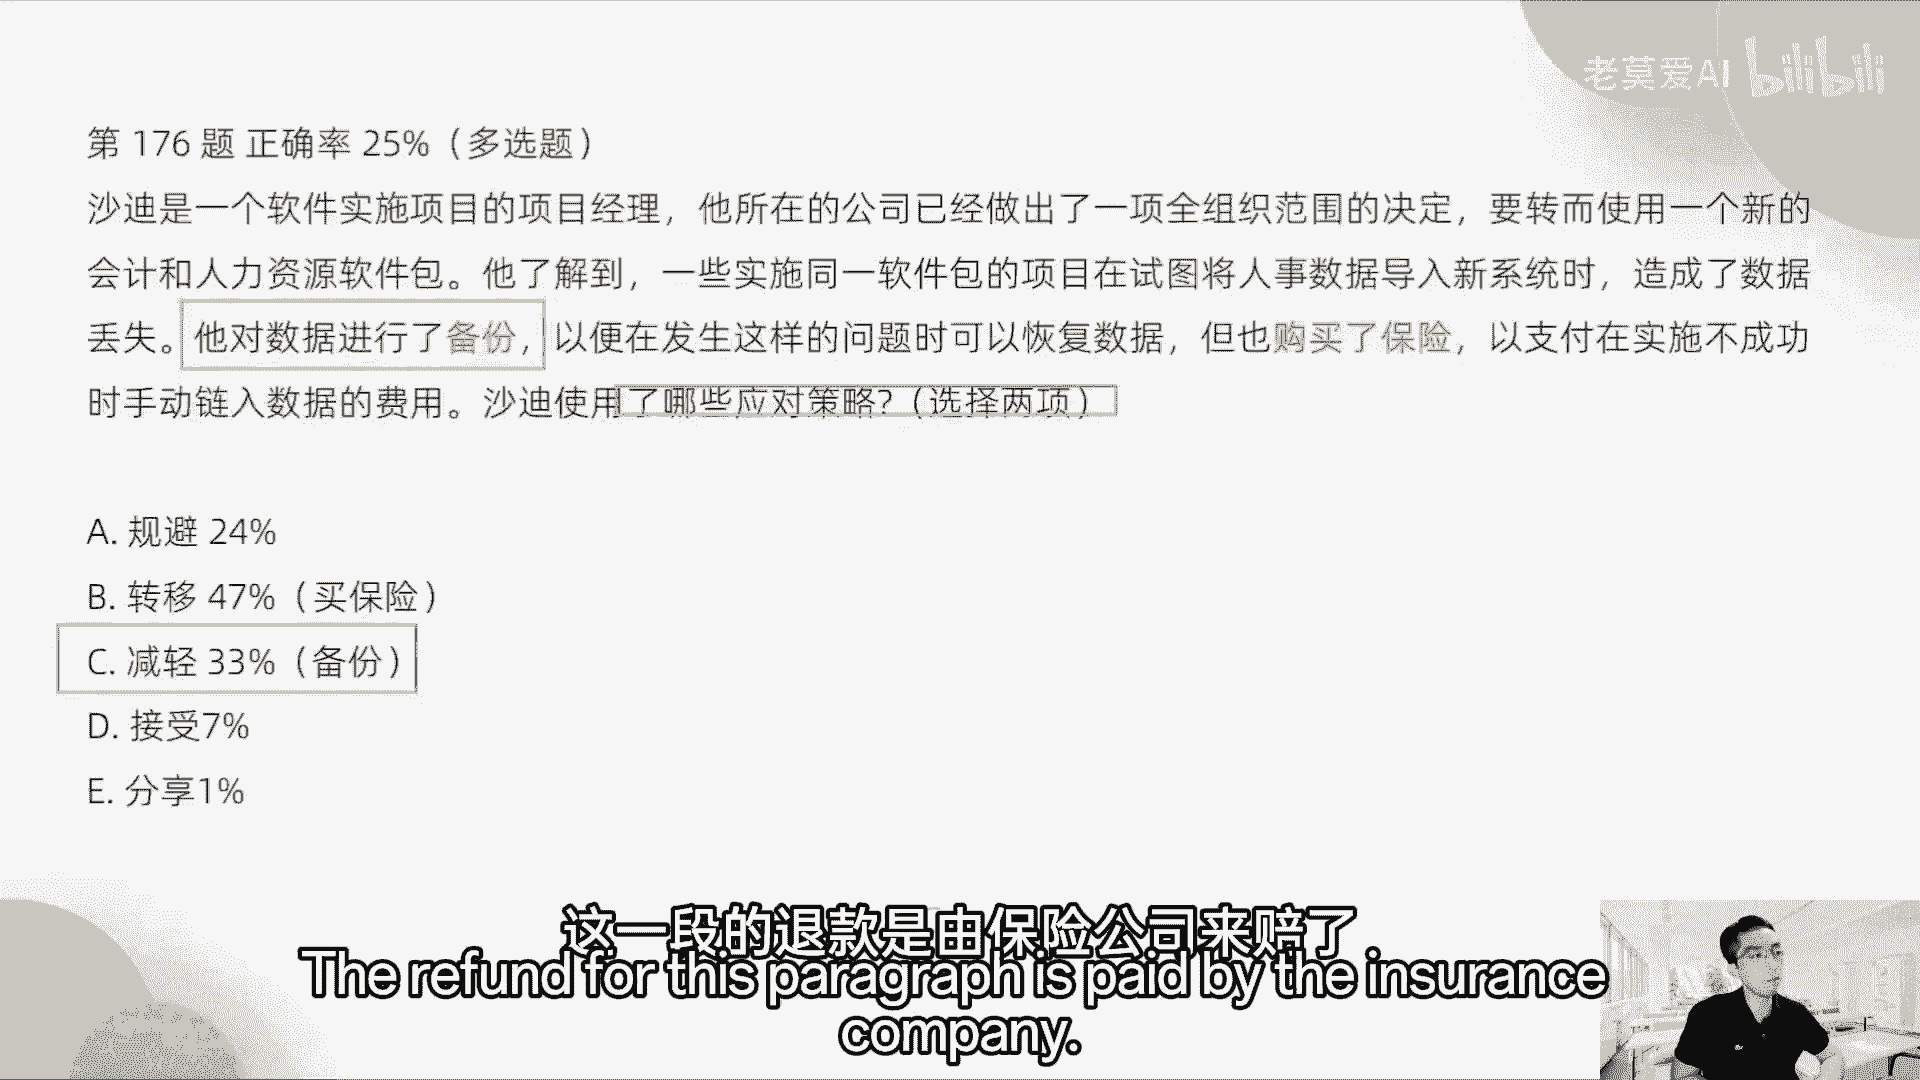 老莫爱AI bilibili
第 176 题 正确率 25%（多选题）
沙迪是一个软件实施项目的项目经理，他所在的公司已经做出了一项全组织范围的决定，要转而使用一个新的
会计和人力资源软件包。他了解到，一些实施同一软件包的项目在试图将人事数据导入新系统时，造成了数据
丢失。他对数据进行了备份，以便在发生这样的问题时可以恢复数据，但也购买了保险，以支付在实施不成功
时手动链入数据的费用。沙迪使用了哪些应对策略?（选择两项）
A. 规避 24%
B. 转移 47%（买保险）
C. 减轻 33%（备份）
D. 接受7%
E. 分享1%
这一段的退款是由保险公司来赔了
The refund for this paragraph is paid by the insurance
company.